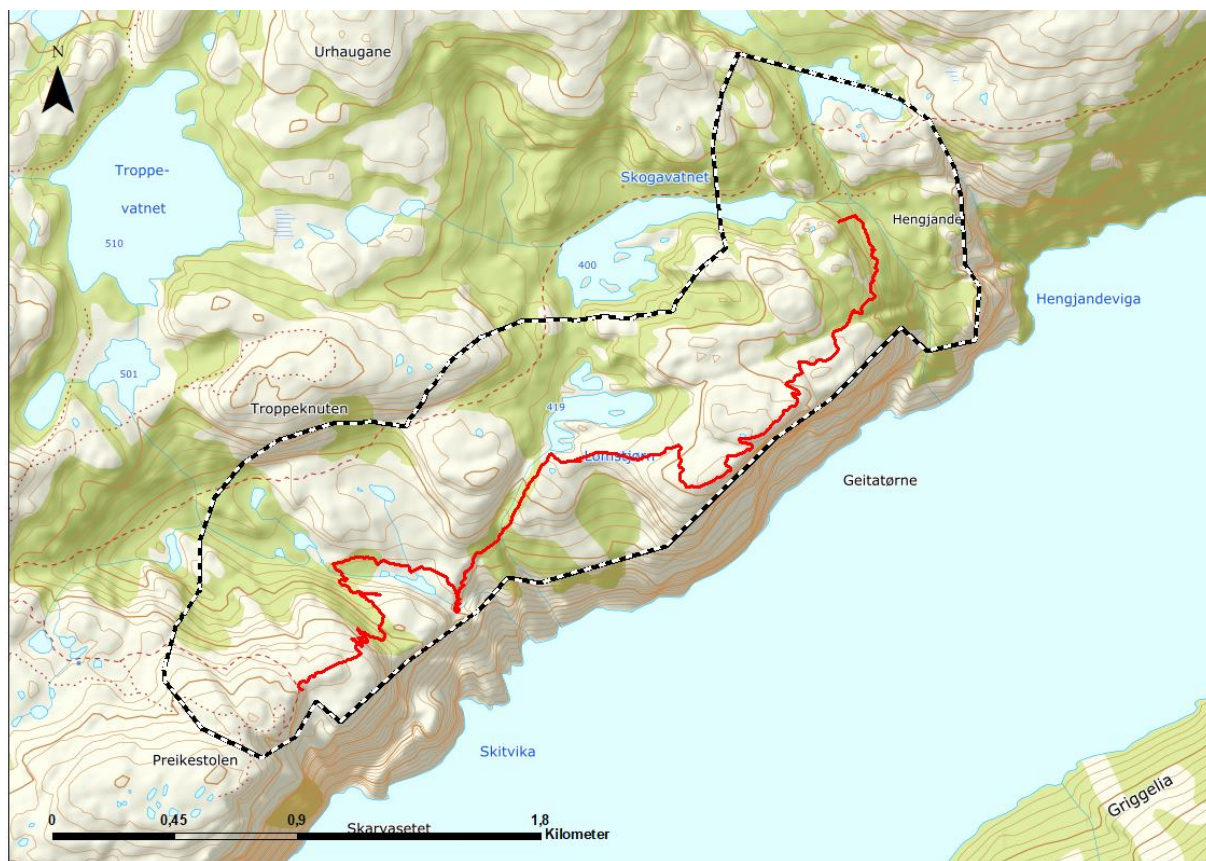 Urhaugane
N
Troppe-
vatnet
510
Skogavatnet
Hengjande
400
Hengjandeviga
501
Troppeknuten
419
Lomstjørn
Geitatørne
Preikestolen
Skitvika
Griggelia
0
0,45
0,9
1,8
Kilometer
Skarvasetet